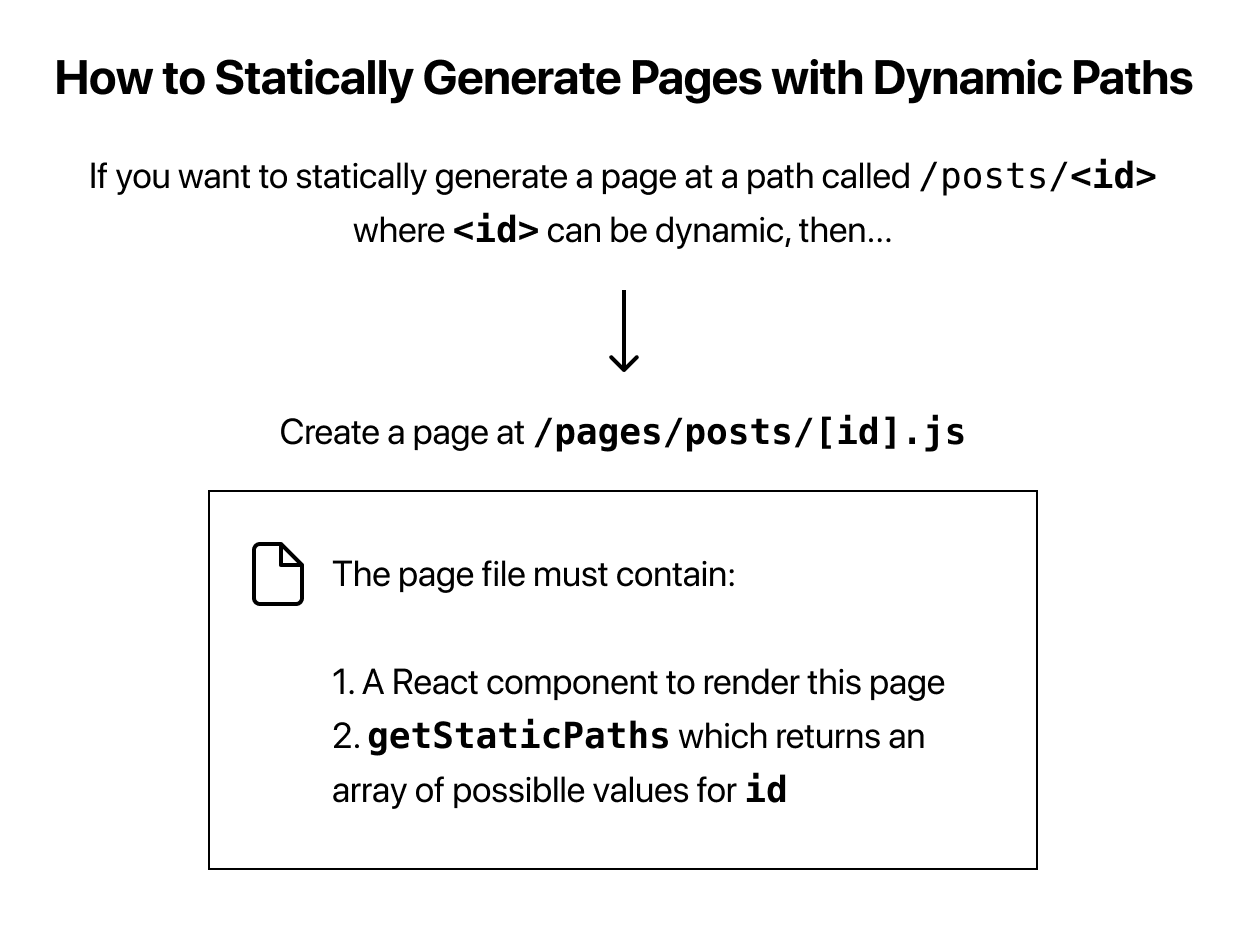 How to Statically Generate Pages with Dynamic Paths
If you want to statically generate a page at a path called /posts/<id>
where <id> can be dynamic, then...
Create a page at /pages/posts/[id].js
The page file must contain:
1. A React component to render this page
2. getStaticPaths which returns an
array of possiblle values for id